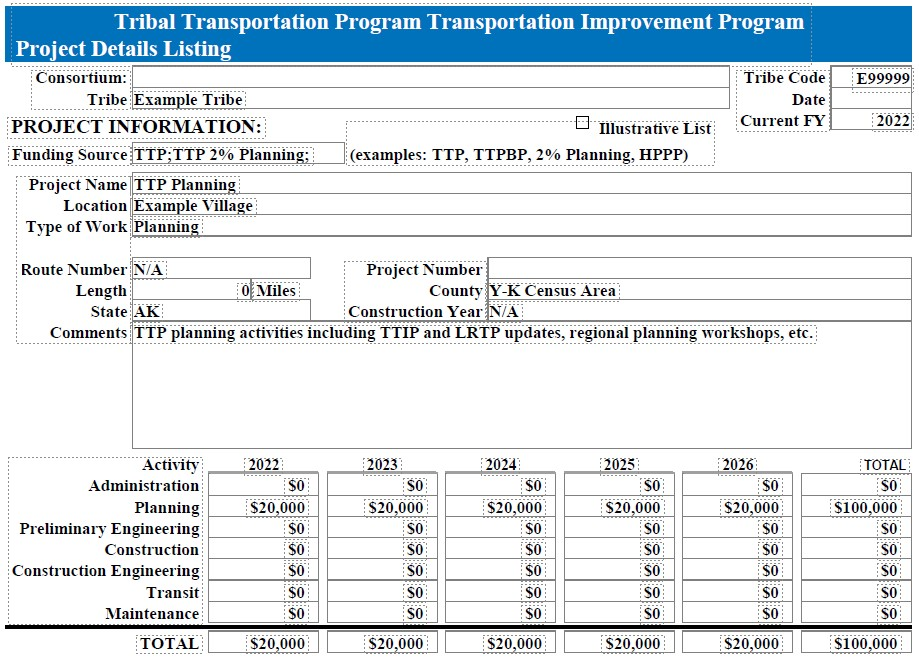 Tribal Transportation Program Transportation Improvement Program
Project Details Listing
Consortium:
Tribe Code E99999
Tribe Example Tribe
Date
PROJECT INFORMATION:
Illustrative List
Current FY 2022
Funding Source TTP;TTP 2% Planning; (examples: TTP, TTPBP, 2% Planning, HPPP)
Project Name TTP Planning
Location Example Village
Type of Work Planning
Route Number N/A Project Number
Length 0 Miles County Y-K Census Area
State AK Construction Year N/A
Comments TTP planning activities including TTIP and LRTP updates, regional planning workshops, etc.
Activity 2022 2023 2024 2025 2026 TOTAL
Administration $0 $0 $0 $0 $0 $0
Planning $20,000 $20,000 $20,000 $20,000 $20,000 $100,000
Preliminary Engineering $0 $0 $0 $0 $0 $0
Construction $0 $0 $0 $0 $0 $0
Construction Engineering $0 $0 $0 $0 $0 $0
Transit $0 $0 $0 $0 $0 $0
Maintenance $0 $0 $0 $0 $0 $0
TOTAL $20,000 $20,000 $20,000 $20,000 $20,000 $100,000